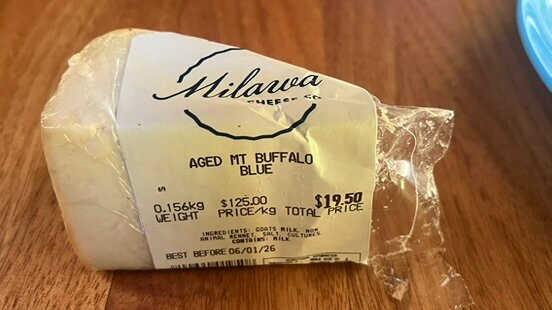 Milawa
CHEESE CO
AGED MT BUFFALO
BLUE
69
0.156kg $125.00 $19.50
WEIGHT PRICE/kg TOTAL PRICE
INGREDIENTS: GOATS MILK, NON
ANIMAL RENNET, SALT, CULTURES
CONTAINS: MILK.
BEST BEFORE 06/01/26